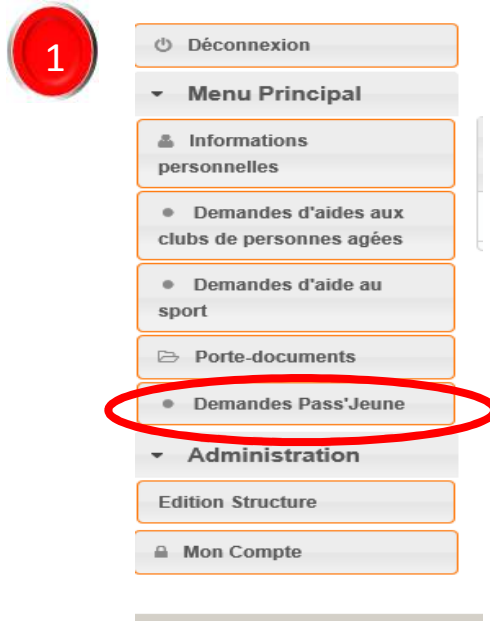 1
Déconnexion
Menu Principal
Informations
personnelles
Demandes d'aides aux
clubs de personnes agées
Demandes d'aide au
sport
Porte-documents
Demandes Pass'Jeune
Administration
Edition Structure
Mon Compte